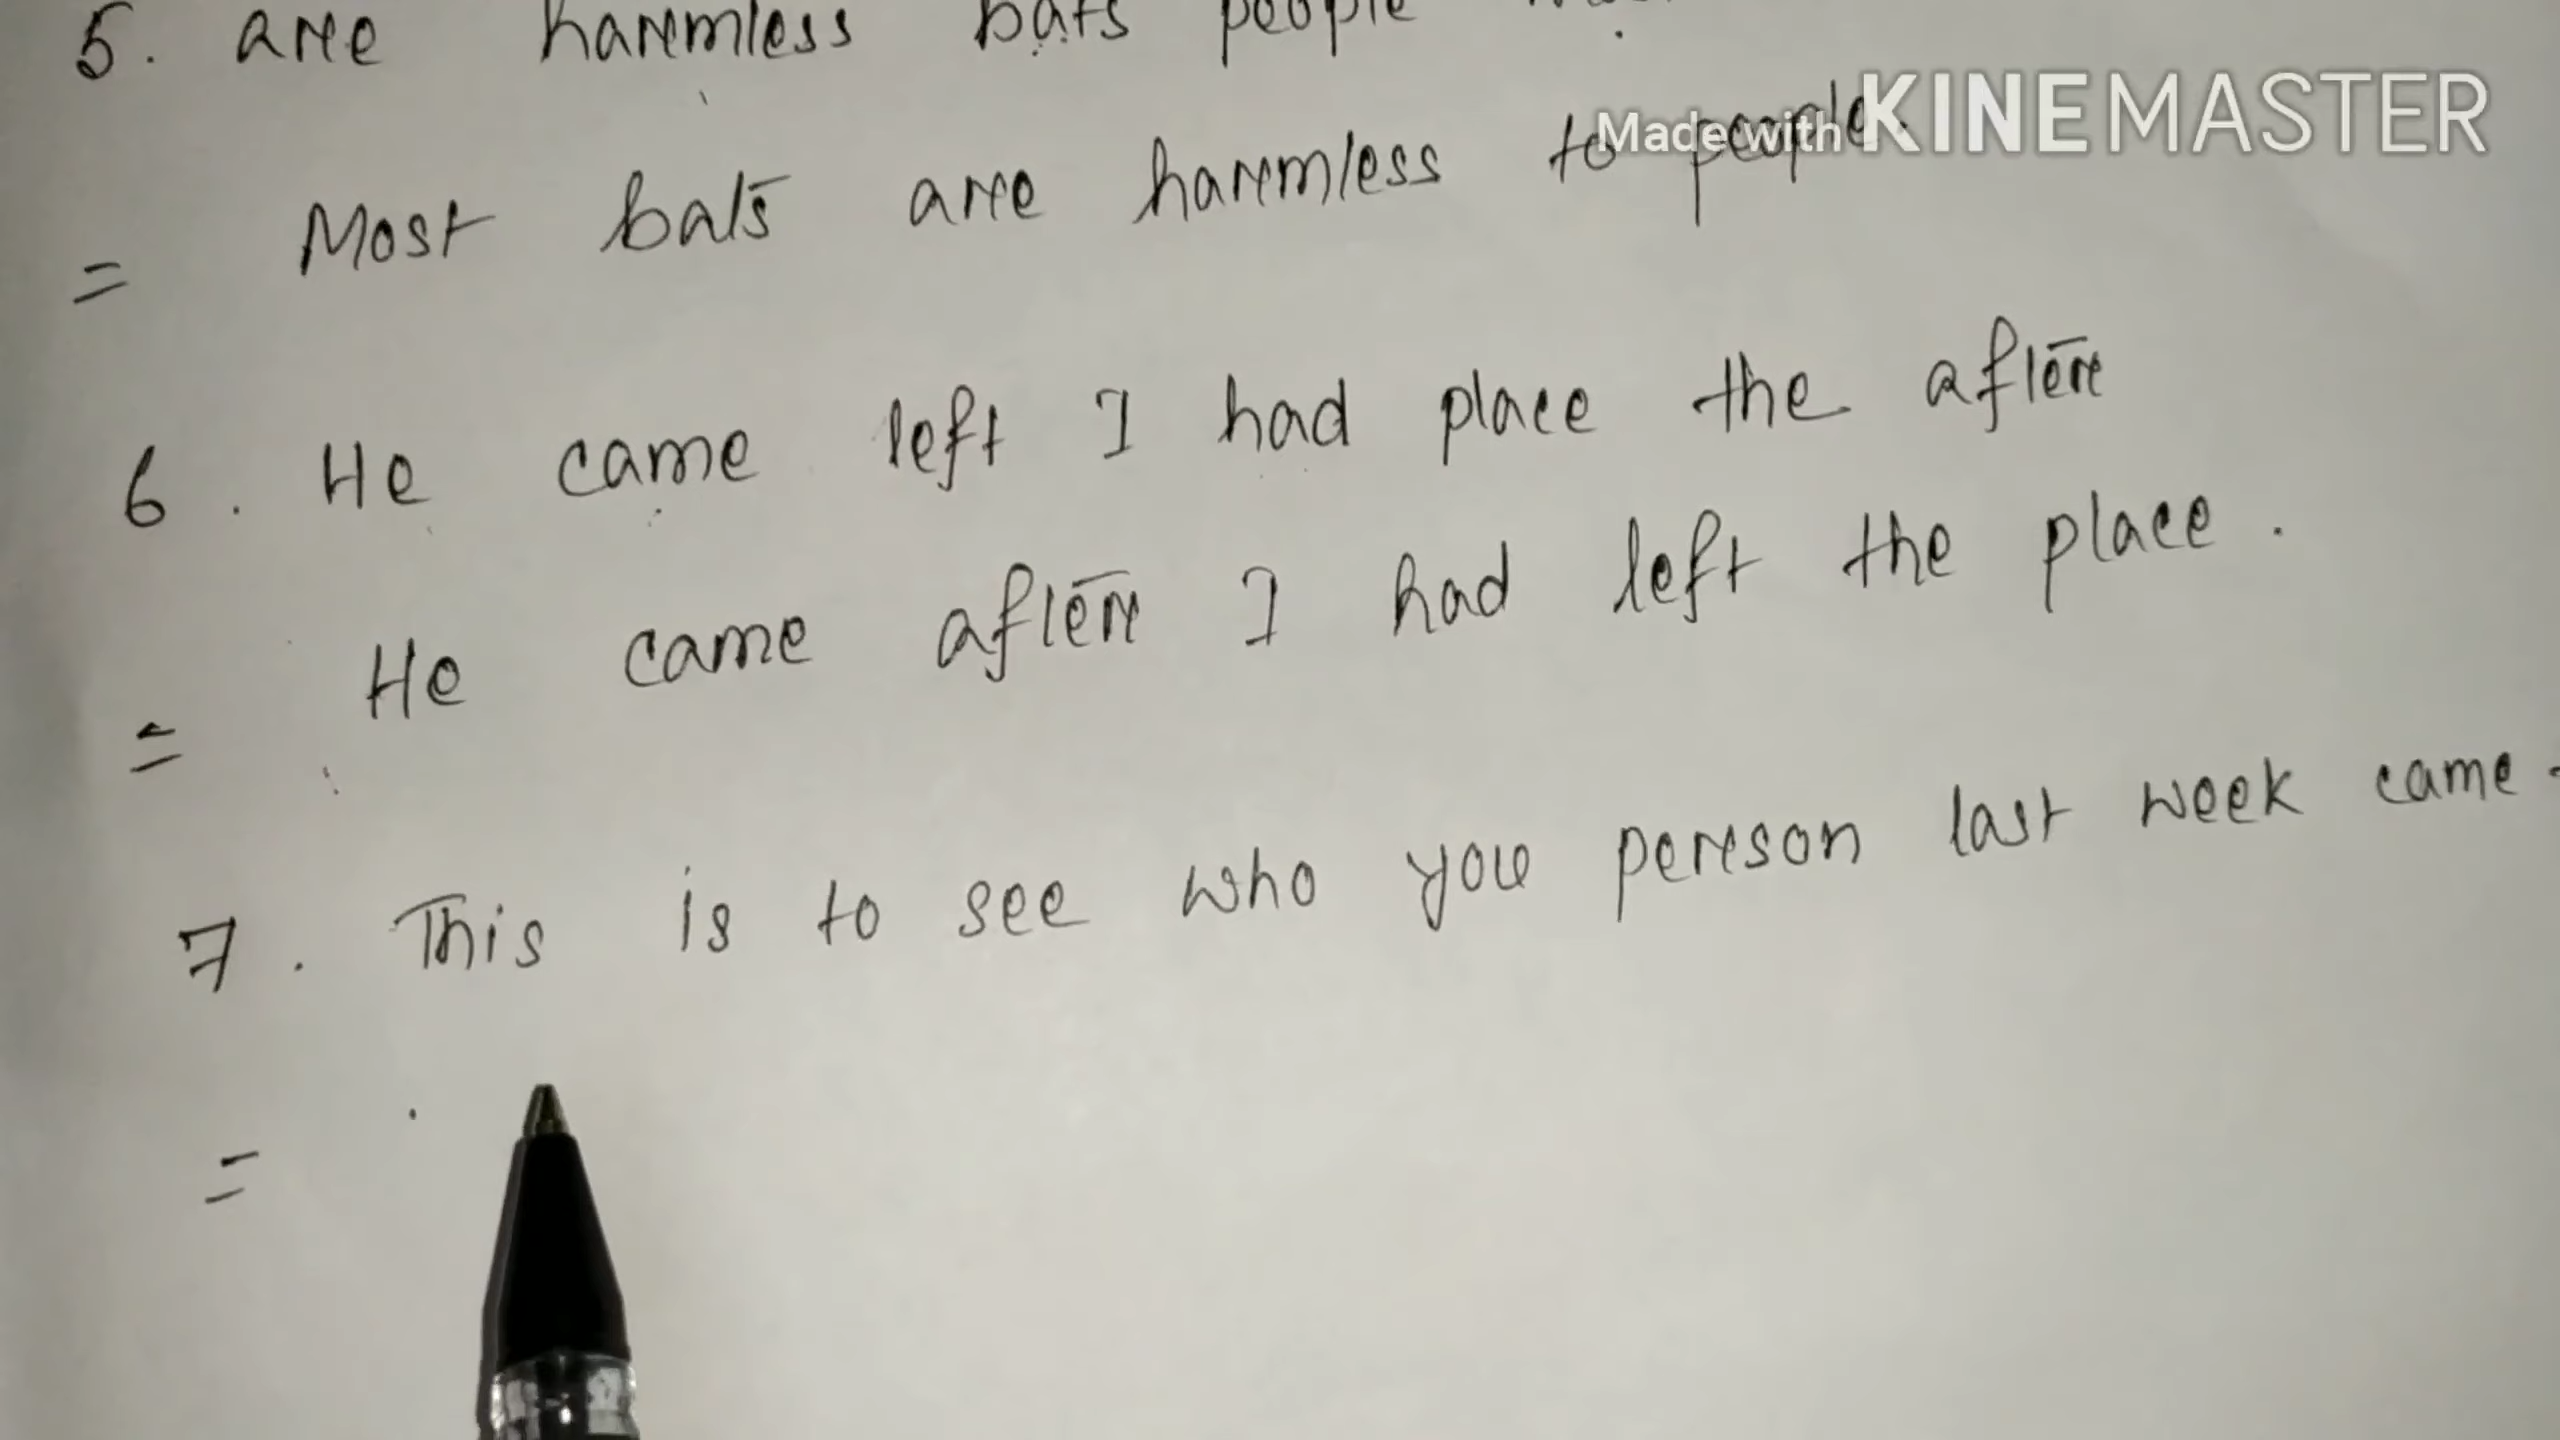 5. are harmless bats people
Made with KINEMASTER
= Most bats are harmless to people.
6. He came left I had place the after
= He came after I had left the place.
7. This is to see who you person last week came
=